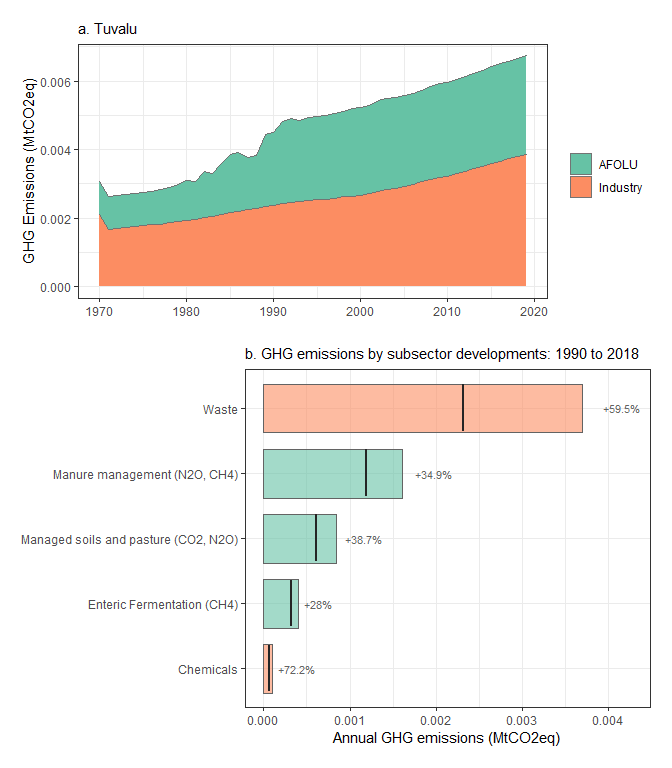 a. Tuvalu
GHG Emissions (MtCO2eq)
0.006
0.004
0.002
0.000
1970
1980
1990
2000
2010
2020
AFOLU
Industry
b. GHG emissions by subsector developments: 1990 to 2018
Waste
+59.5%
Manure management (N2O, CH4)
+34.9%
Managed soils and pasture (CO2, N2O)
+38.7%
Enteric Fermentation (CH4)
+28%
Chemicals
+72.2%
0.000
0.001
0.002
0.003
0.004
Annual GHG emissions (MtCO2eq)